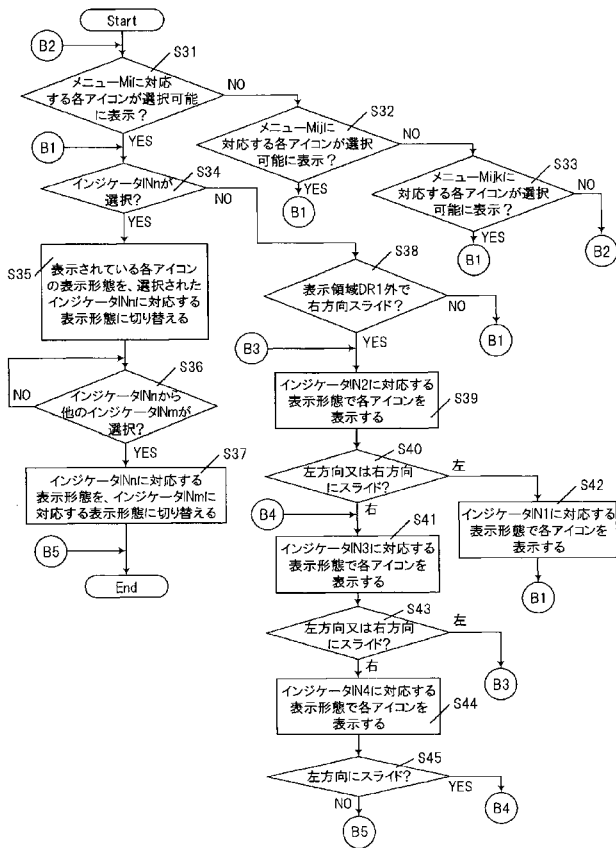 Start
B2
S31
メニューMiに対応
する各アイコンが選択可能
に表示?
NO
YES
S32
メニューMijに
対応する各アイコンが選択
可能に表示?
NO
YES
B1
S33
メニューMijkに
対応する各アイコンが選択
可能に表示?
NO
B2
YES
B1
B1
S34
インジケータINnが
選択?
NO
YES
S35
表示されている各アイコン
の表示形態を、選択された
インジケータINnに対応する
表示形態に切り替える
S36
インジケータINnから
他のインジケータINmが
選択?
NO
YES
S37
インジケータINnに対応する
表示形態を、インジケータINmに
対応する表示形態に切り替える
B5
End
S38
表示領域DR1外で
右方向スライド?
NO
B1
YES
B3
インジケータIN2に対応する
表示形態で各アイコンを
表示する
S39
S40
左方向又は右方向
にスライド?
左
右
S42
インジケータIN1に対応する
表示形態で各アイコンを
表示する
B1
B4
S41
インジケータIN3に対応する
表示形態で各アイコンを
表示する
S43
左方向又は右方向
にスライド?
左
B3
右
インジケータIN4に対応する
表示形態で各アイコンを
表示する
S44
S45
左方向にスライド?
YES
B4
NO
B5